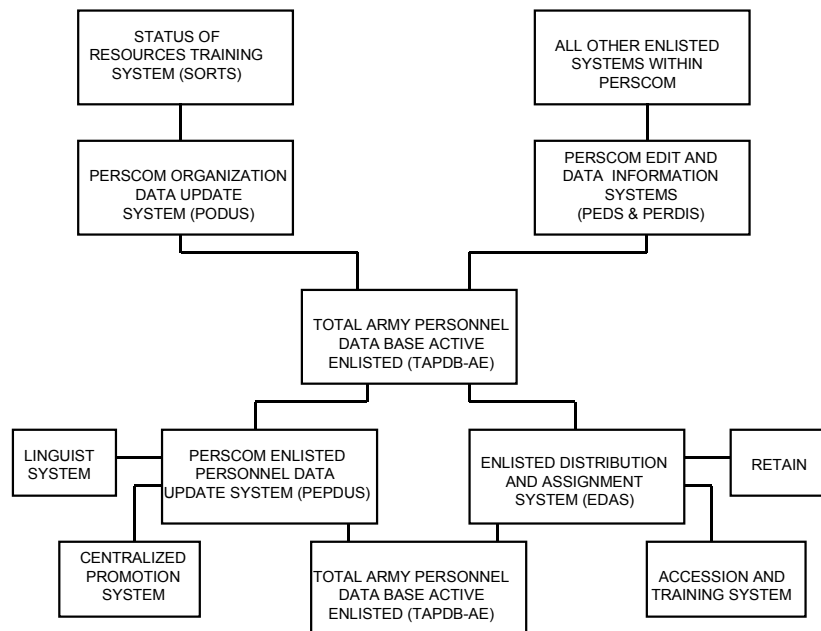 STATUS OF
RESOURCES TRAINING
SYSTEM (SORTS)
ALL OTHER ENLISTED
SYSTEMS WITHIN
PERSCOM
PERSCOM ORGANIZATION
DATA UPDATE
SYSTEM (PODUS)
PERSCOM EDIT AND
DATA INFORMATION
SYSTEMS
(PEDS & PERDIS)
TOTAL ARMY PERSONNEL
DATA BASE ACTIVE
ENLISTED (TAPDB-AE)
LINGUIST
SYSTEM
PERSCOM ENLISTED
PERSONNEL DATA
UPDATE SYSTEM (PEPDUS)
ENLISTED DISTRIBUTION
AND ASSIGNMENT
SYSTEM (EDAS)
RETAIN
CENTRALIZED
PROMOTION
SYSTEM
TOTAL ARMY PERSONNEL
DATA BASE ACTIVE
ENLISTED (TAPDB-AE)
ACCESSION AND
TRAINING SYSTEM